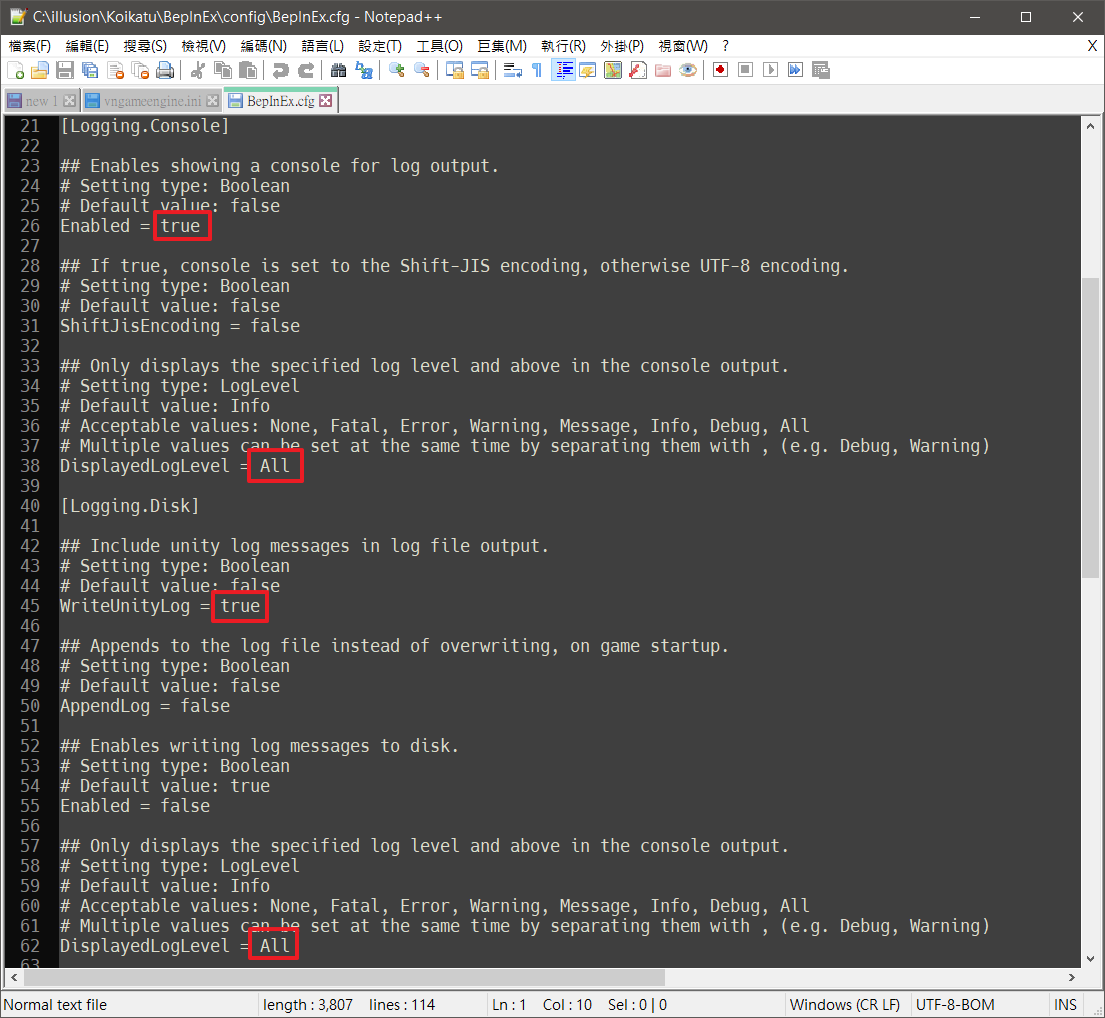 C:\illusion\Koikatu\BepInEx\config\BepInEx.cfg - Notepad++
檔案(F) 編輯(E) 搜尋(S) 檢視(V) 編碼(N) 語言(L) 設定(T) 工具(O) 巨集(M) 執行(R) 外掛(P) 視窗(W) ? X
new 1 vngameengine.ini BepInEx.cfg
21 [Logging.Console]
22
23 ## Enables showing a console for log output.
24 # Setting type: Boolean
25 # Default value: false
26 Enabled = true
27
28 ## If true, console is set to the Shift-JIS encoding, otherwise UTF-8 encoding.
29 # Setting type: Boolean
30 # Default value: false
31 ShiftJisEncoding = false
32
33 ## Only displays the specified log level and above in the console output.
34 # Setting type: LogLevel
35 # Default value: Info
36 # Acceptable values: None, Fatal, Error, Warning, Message, Info, Debug, All
37 # Multiple values can be set at the same time by separating them with , (e.g. Debug, Warning)
38 DisplayedLogLevel = All
39
40 [Logging.Disk]
41
42 ## Include unity log messages in log file output.
43 # Setting type: Boolean
44 # Default value: false
45 WriteUnityLog = true
46
47 ## Appends to the log file instead of overwriting, on game startup.
48 # Setting type: Boolean
49 # Default value: false
50 AppendLog = false
51
52 ## Enables writing log messages to disk.
53 # Setting type: Boolean
54 # Default value: true
55 Enabled = false
56
57 ## Only displays the specified log level and above in the console output.
58 # Setting type: LogLevel
59 # Default value: Info
60 # Acceptable values: None, Fatal, Error, Warning, Message, Info, Debug, All
61 # Multiple values can be set at the same time by separating them with , (e.g. Debug, Warning)
62 DisplayedLogLevel = All
63
Normal text file length : 3,807 lines : 114 Ln : 1 Col : 10 Sel : 0 | 0 Windows (CR LF) UTF-8-BOM INS